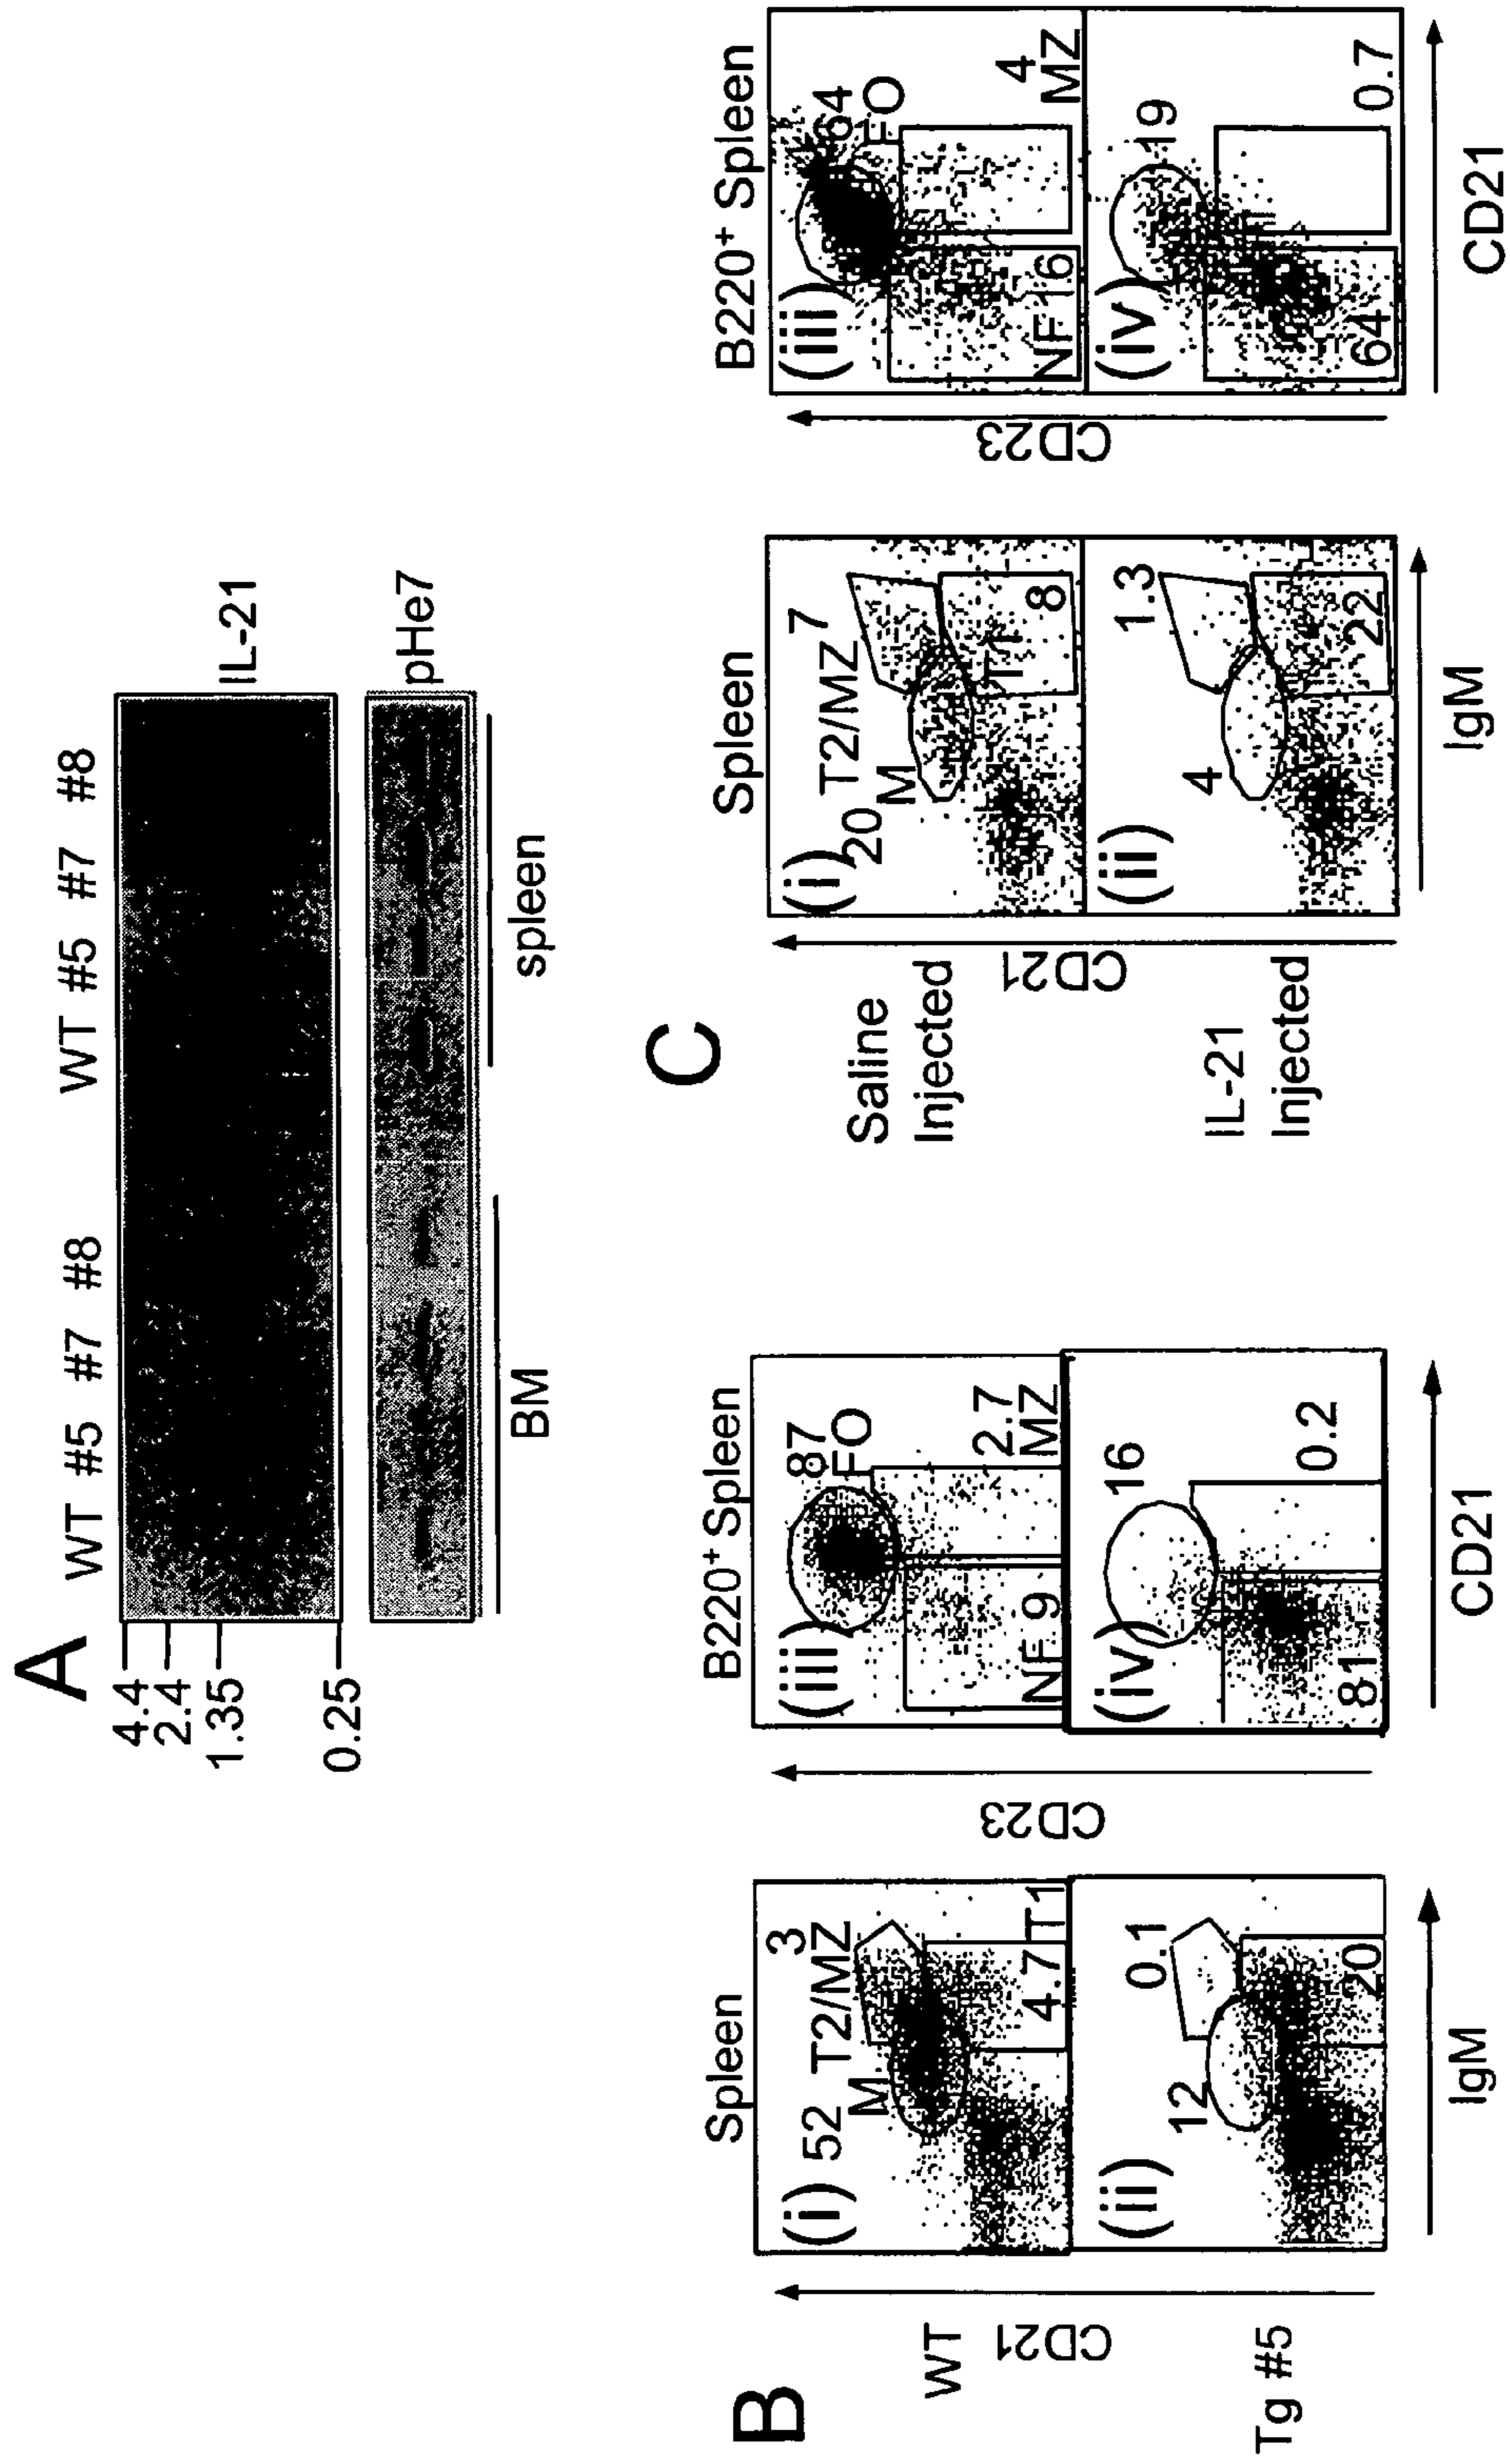 A
WT #5 #7 #8
WT #5 #7 #8
4.4
2.4
1.35
0.25
IL-21
pHe7
BM
spleen
B
Spleen
B220+ Spleen
WT
Tg #5
CD21
(i)
52
M
T2/MZ
3
4.7
T1
(ii)
12
0.1
20
IgM
CD23
(iii)
87
FO
NF 9
2.7
MZ
(iv)
16
81
0.2
CD21
C
Spleen
B220+ Spleen
Saline
Injected
IL-21
Injected
CD21
(i)
20
M
T2/MZ
7
T1
8
(ii)
4
1.3
22
IgM
CD23
(iii)
64
FO
NF 16
4
MZ
(iv)
19
64
0.7
CD21